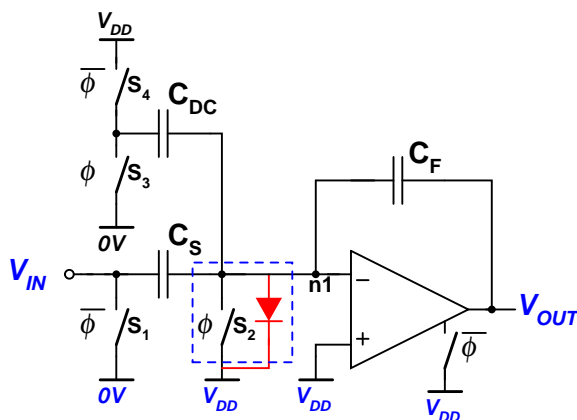 V_DD
φ̅ S_4
C_DC
φ S_3
C_F
0V
C_S
V_IN
n1
−
V_OUT
φ̅ S_1
φ S_2
+
φ̅
0V
V_DD
V_DD
V_DD